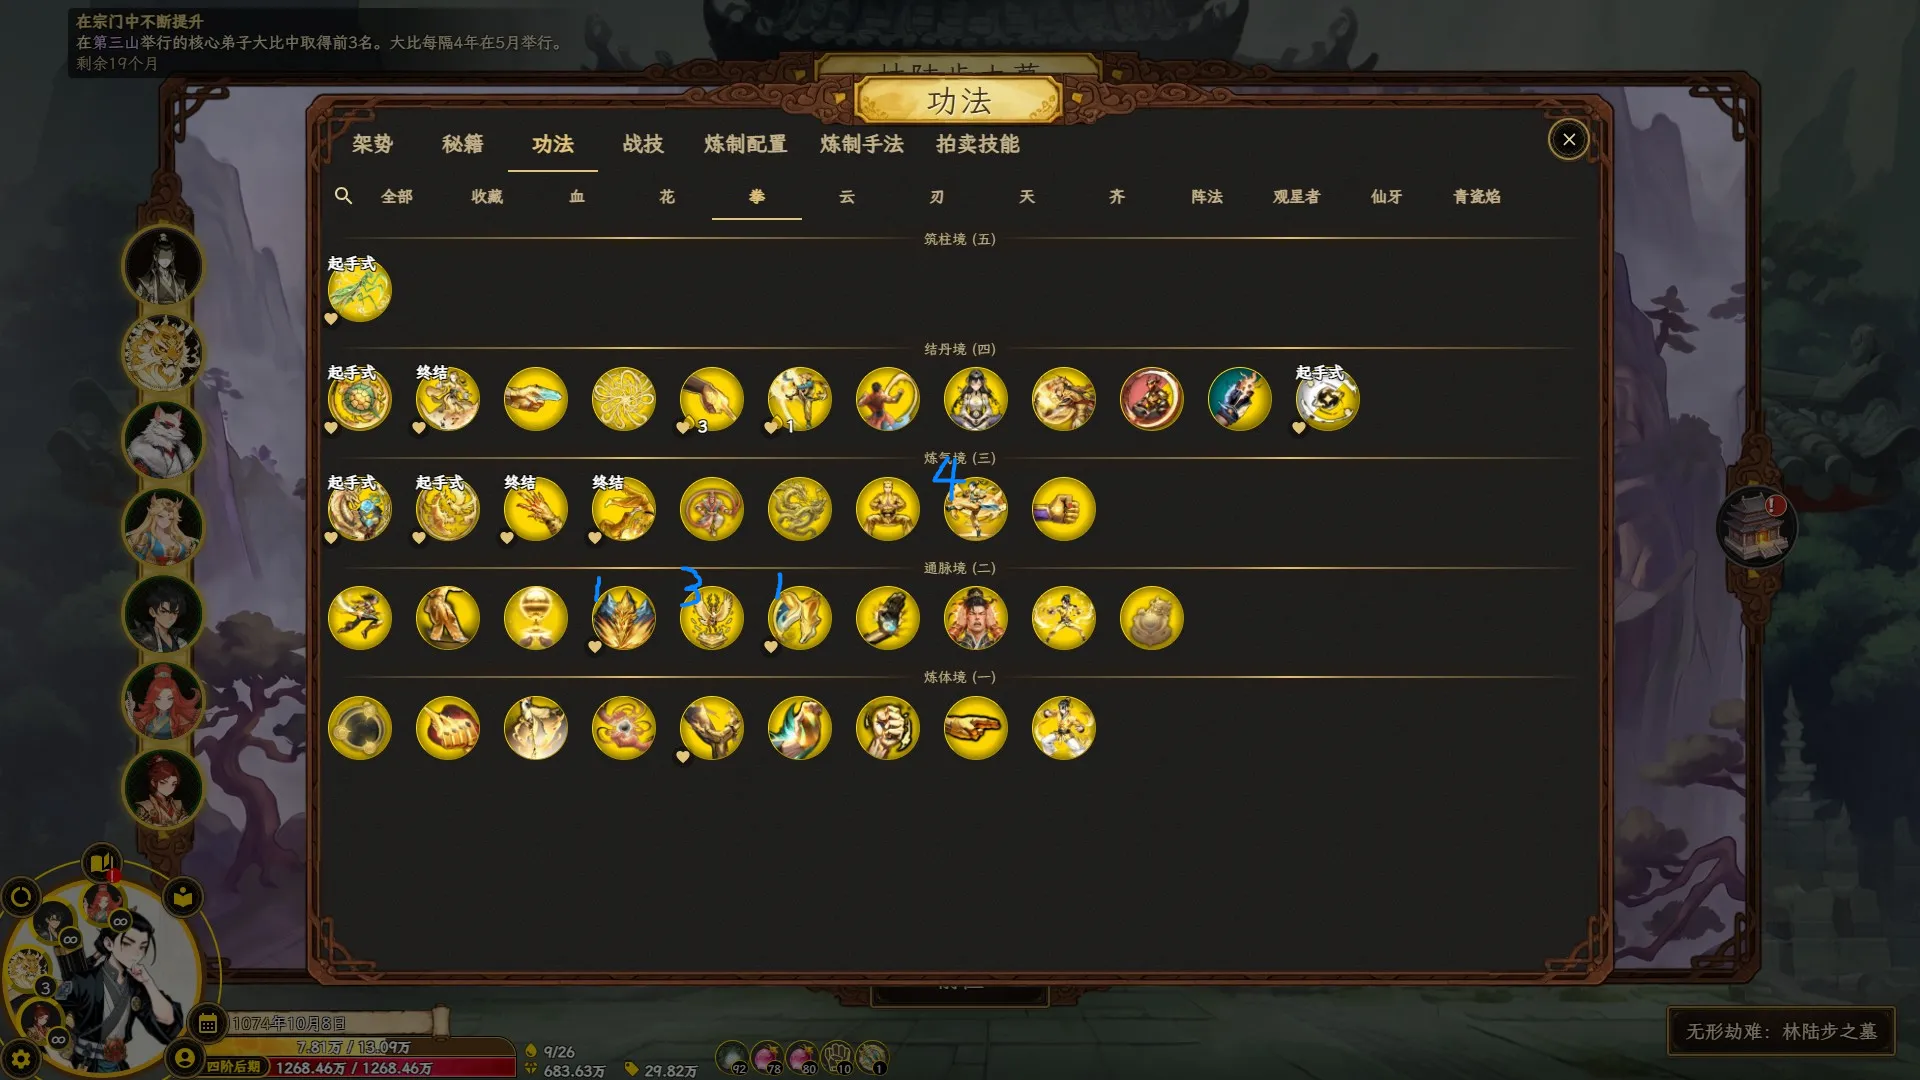 在宗门中不断提升
在第三山举行的核心弟子大比中取得前3名。大比每隔4年在5月举行。
剩余19个月
功法
架势 秘籍 功法 战技 炼制配置 炼制手法 拍卖技能
全部 收藏 血 花 拳 云 刃 天 齐 阵法 观星者 仙牙 青瓷焰
筑柱境 (五)
起手式
结丹境 (四)
起手式 终结 起手式
3 1
炼气境 (三)
4
起手式 起手式 终结 终结
通脉境 (二)
1 3 1
炼体境 (一)
3
1074年10月8日
7.81万 / 13.09万
四阶后期 1268.46万 / 1268.46万
9/26
683.63万 29.82万
92 78 80 10 1
无形劫难：林陆步之墓